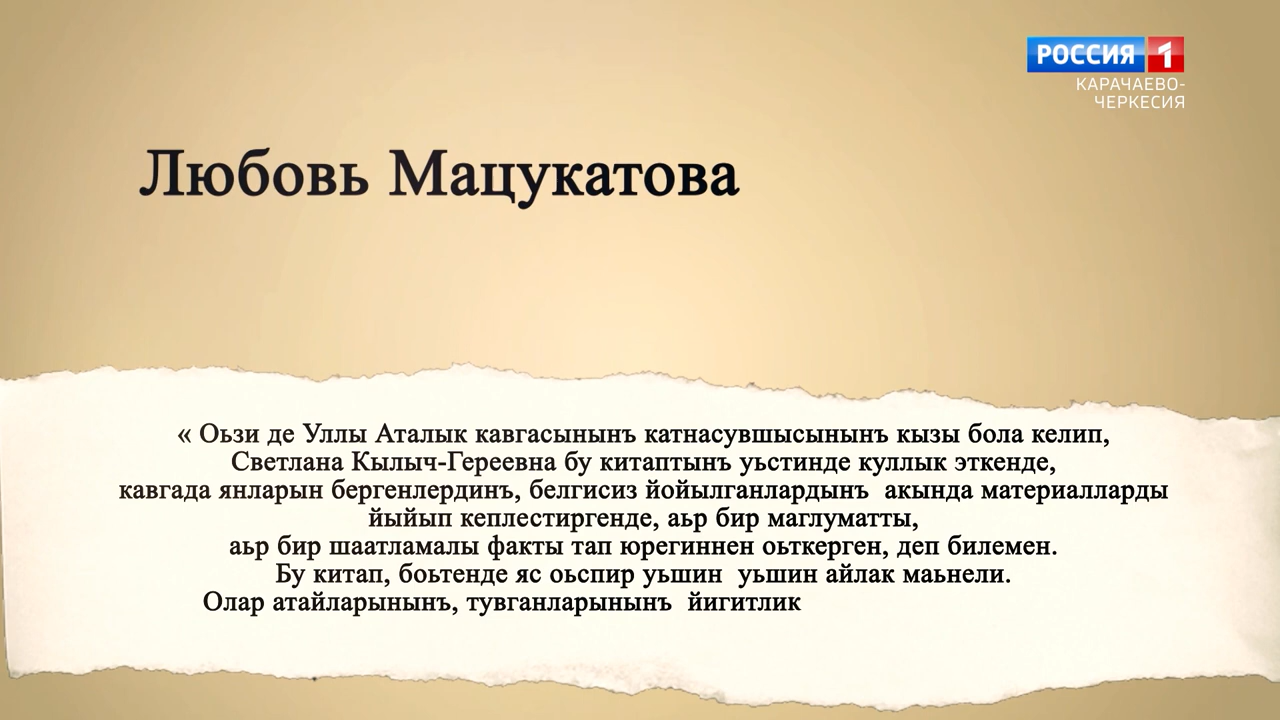 РОССИЯ 1
КАРАЧАЕВО-
ЧЕРКЕСИЯ
Любовь Мацукатова
« Оьзи де Уллы Аталык кавгасынынъ катнасувшысынынъ кызы бола келип,
Светлана Кылыч-Гереевна бу китаптынъ уьстинде куллык эткенде,
кавгада янларын бергенлердинъ, белгисиз йойылганлардынъ  акында материалларды
йыйып кеплестиргенде, аьр бир маглуматты,
аьр бир шаатламалы факты тап юрегиннен оьткерген, деп билемен.
Бу китап, боьтенде яс оьспир уьшин  уьшин айлак маьнели.
Олар атайларынынъ, тувганларынынъ  йигитлик